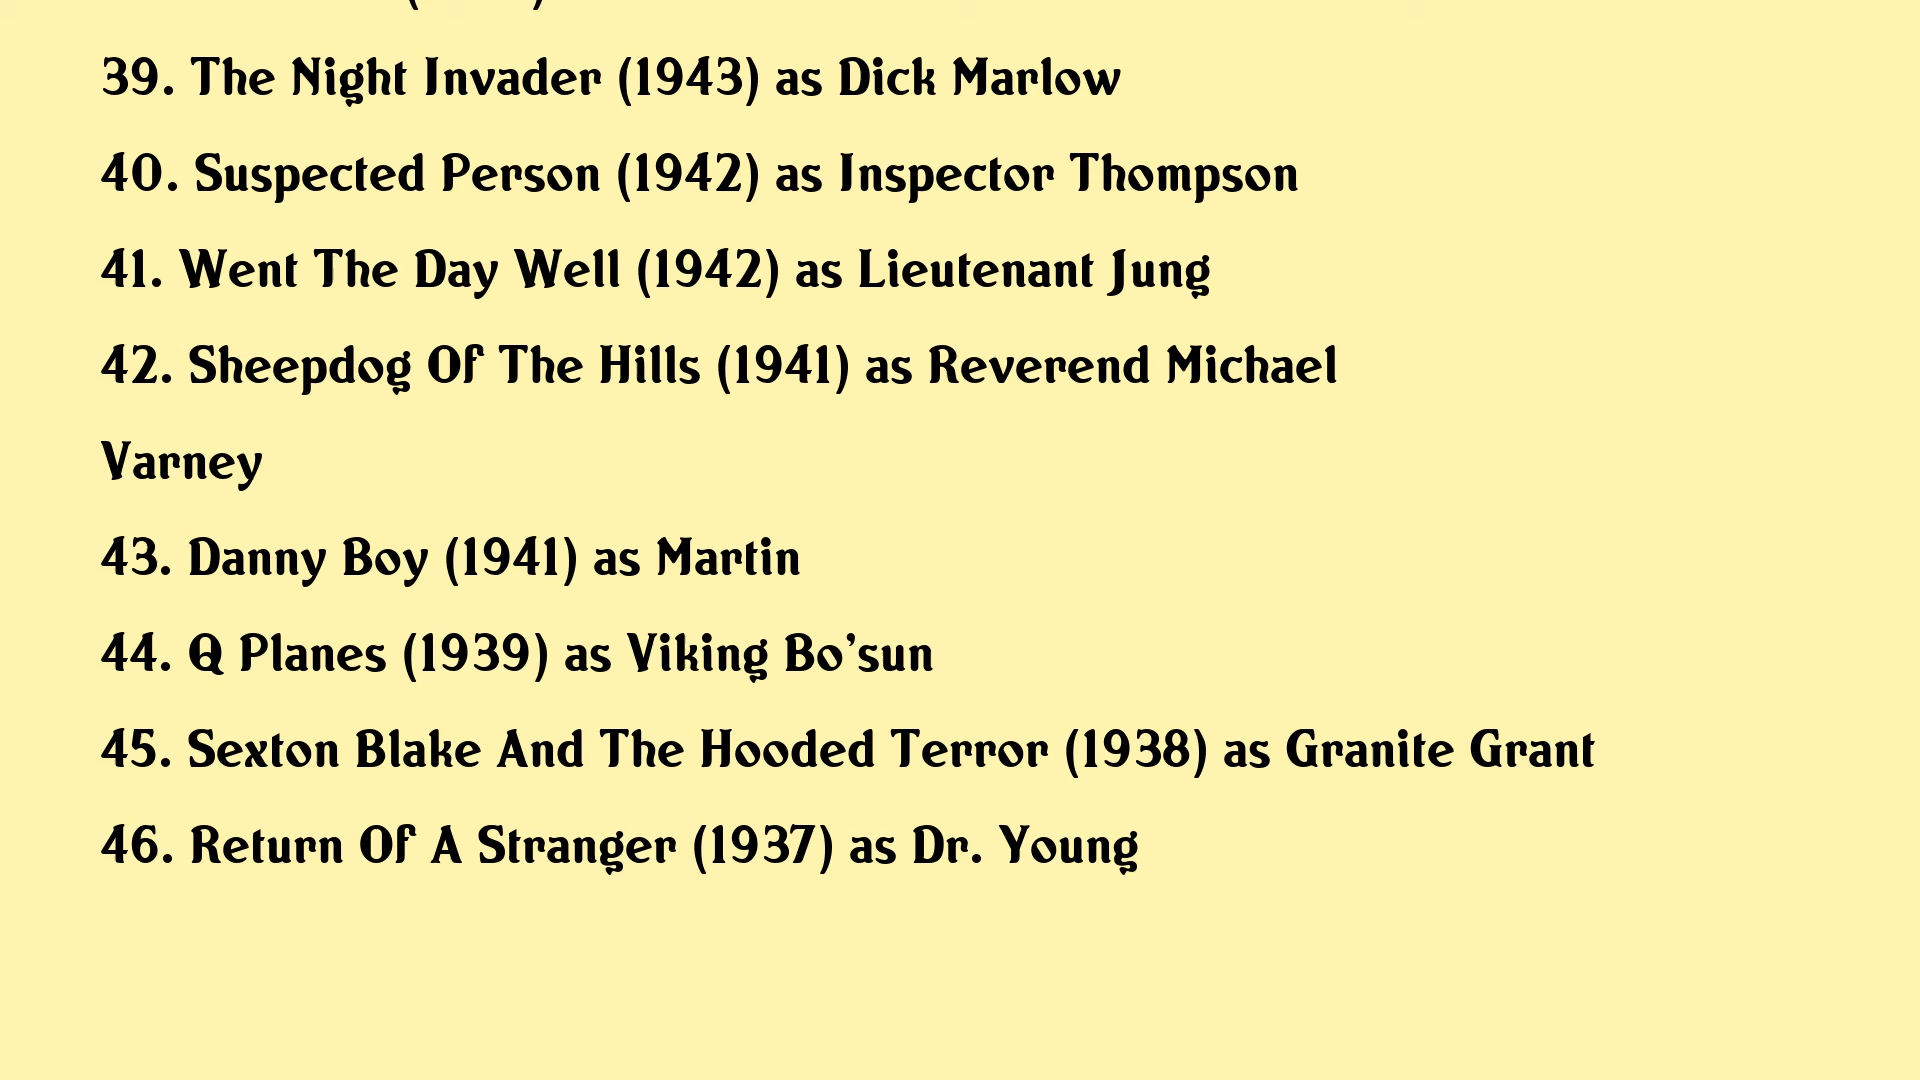 39. The Night Invader (1943) as Dick Marlow
40. Suspected Person (1942) as Inspector Thompson
41. Went The Day Well (1942) as Lieutenant Jung
42. Sheepdog Of The Hills (1941) as Reverend Michael
Varney
43. Danny Boy (1941) as Martin
44. Q Planes (1939) as Viking Bo'sun
45. Sexton Blake And The Hooded Terror (1938) as Granite Grant
46. Return Of A Stranger (1937) as Dr. Young